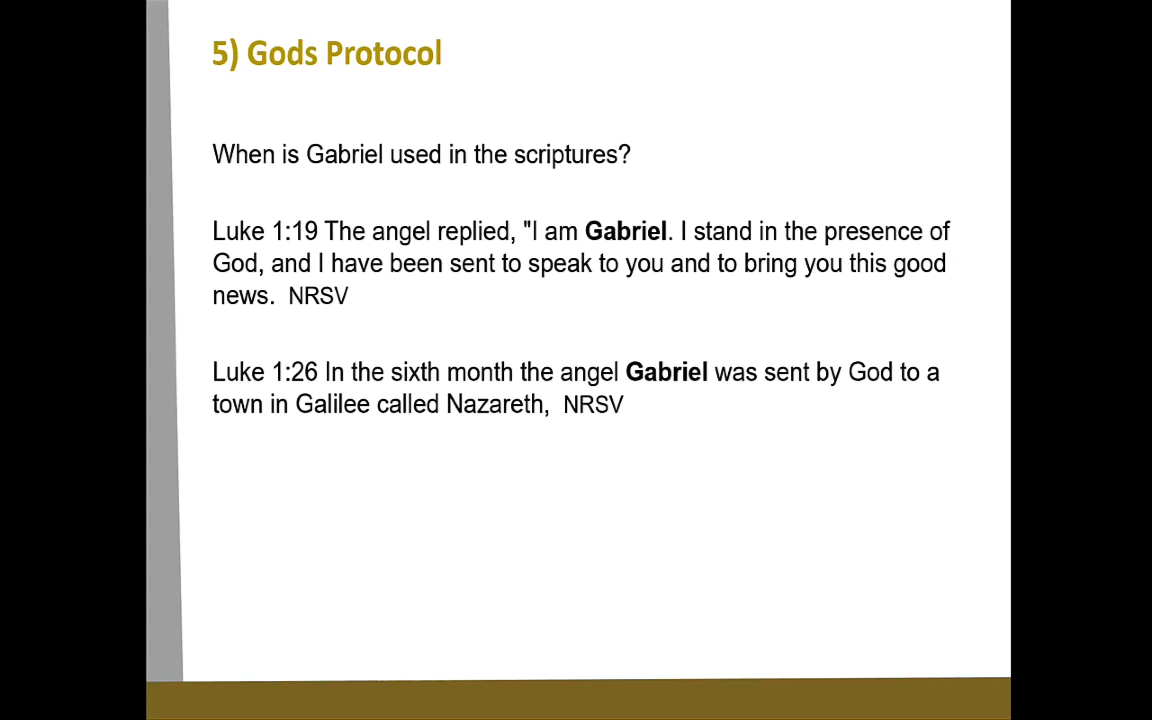 5) Gods Protocol
When is Gabriel used in the scriptures?
Luke 1:19 The angel replied, "I am Gabriel. I stand in the presence of
God, and I have been sent to speak to you and to bring you this good
news.  NRSV
Luke 1:26 In the sixth month the angel Gabriel was sent by God to a
town in Galilee called Nazareth,  NRSV